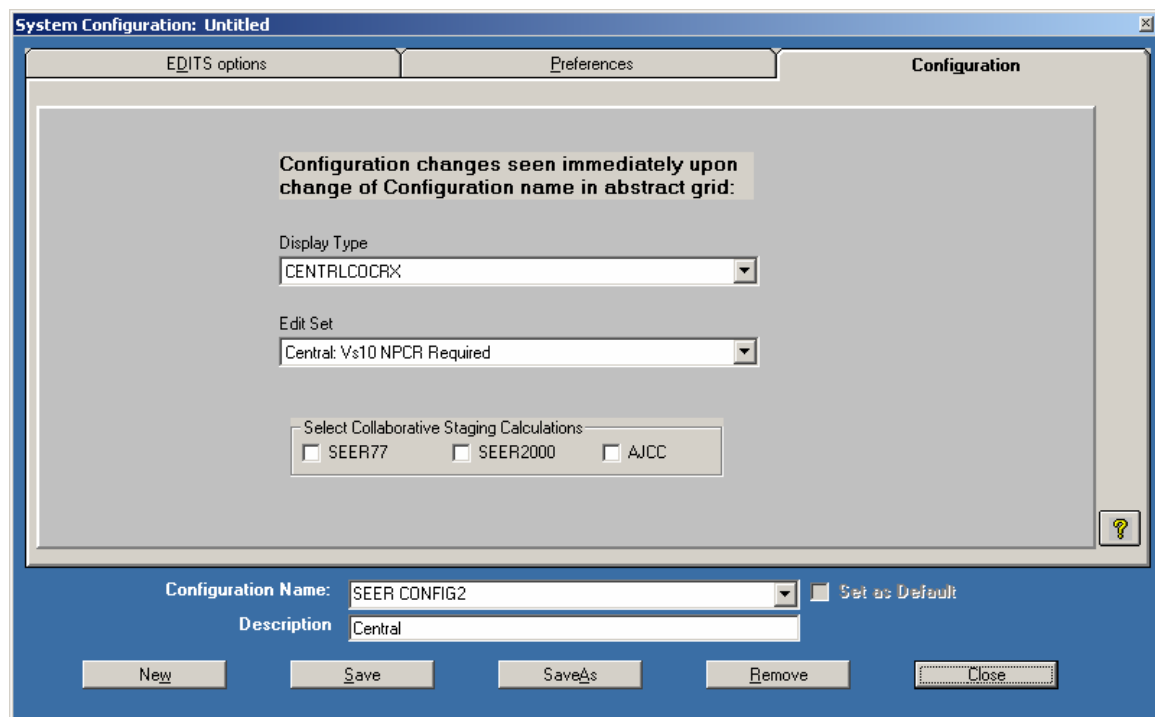 System Configuration: Untitled
EDITS options
Preferences
Configuration
Configuration changes seen immediately upon
change of Configuration name in abstract grid:
Display Type
CENTRLCOCRX
Edit Set
Central: Vs10 NPCR Required
Select Collaborative Staging Calculations
SEER77 SEER2000 AJCC
?
Configuration Name: SEER CONFIG2 Set as Default
Description Central
New Save SaveAs Remove Close